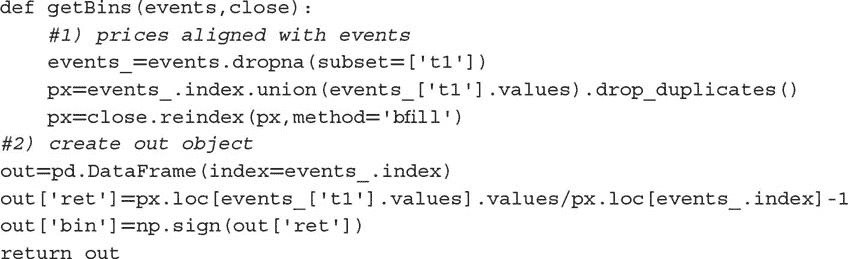 def getBins(events,close):
    #1) prices aligned with events
    events_=events.dropna(subset=['t1'])
    px=events_.index.union(events_['t1'].values).drop_duplicates()
    px=close.reindex(px,method='bfill')
#2) create out object
out=pd.DataFrame(index=events_.index)
out['ret']=px.loc[events_['t1'].values].values/px.loc[events_.index]-1
out['bin']=np.sign(out['ret'])
return out